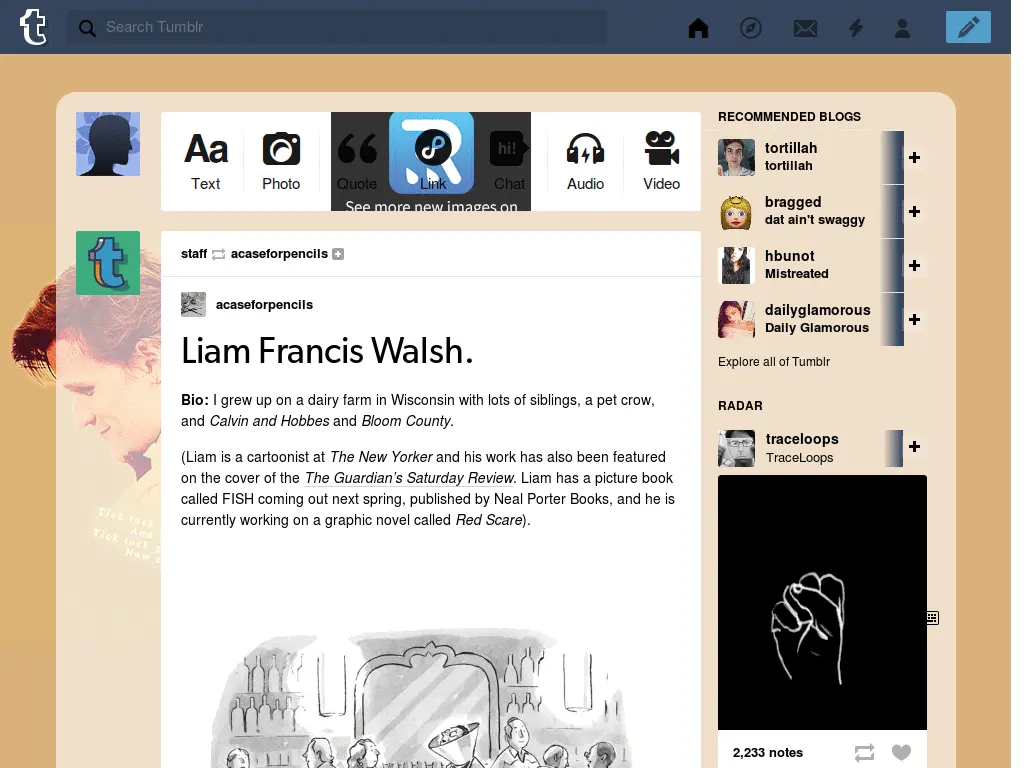 Search Tumblr
Aa
Text
Photo
Quote
Link
hi!
Chat
Audio
Video
See more new images on
staff acaseforpencils
acaseforpencils
Liam Francis Walsh.
Bio: I grew up on a dairy farm in Wisconsin with lots of siblings, a pet crow,
and Calvin and Hobbes and Bloom County.
(Liam is a cartoonist at The New Yorker and his work has also been featured
on the cover of the The Guardian’s Saturday Review. Liam has a picture book
called FISH coming out next spring, published by Neal Porter Books, and he is
currently working on a graphic novel called Red Scare).
Tick tock
And
Tick tock
Now
RECOMMENDED BLOGS
tortillah
tortillah
bragged
dat ain't swaggy
hbunot
Mistreated
dailyglamorous
Daily Glamorous
Explore all of Tumblr
RADAR
traceloops
TraceLoops
2,233 notes